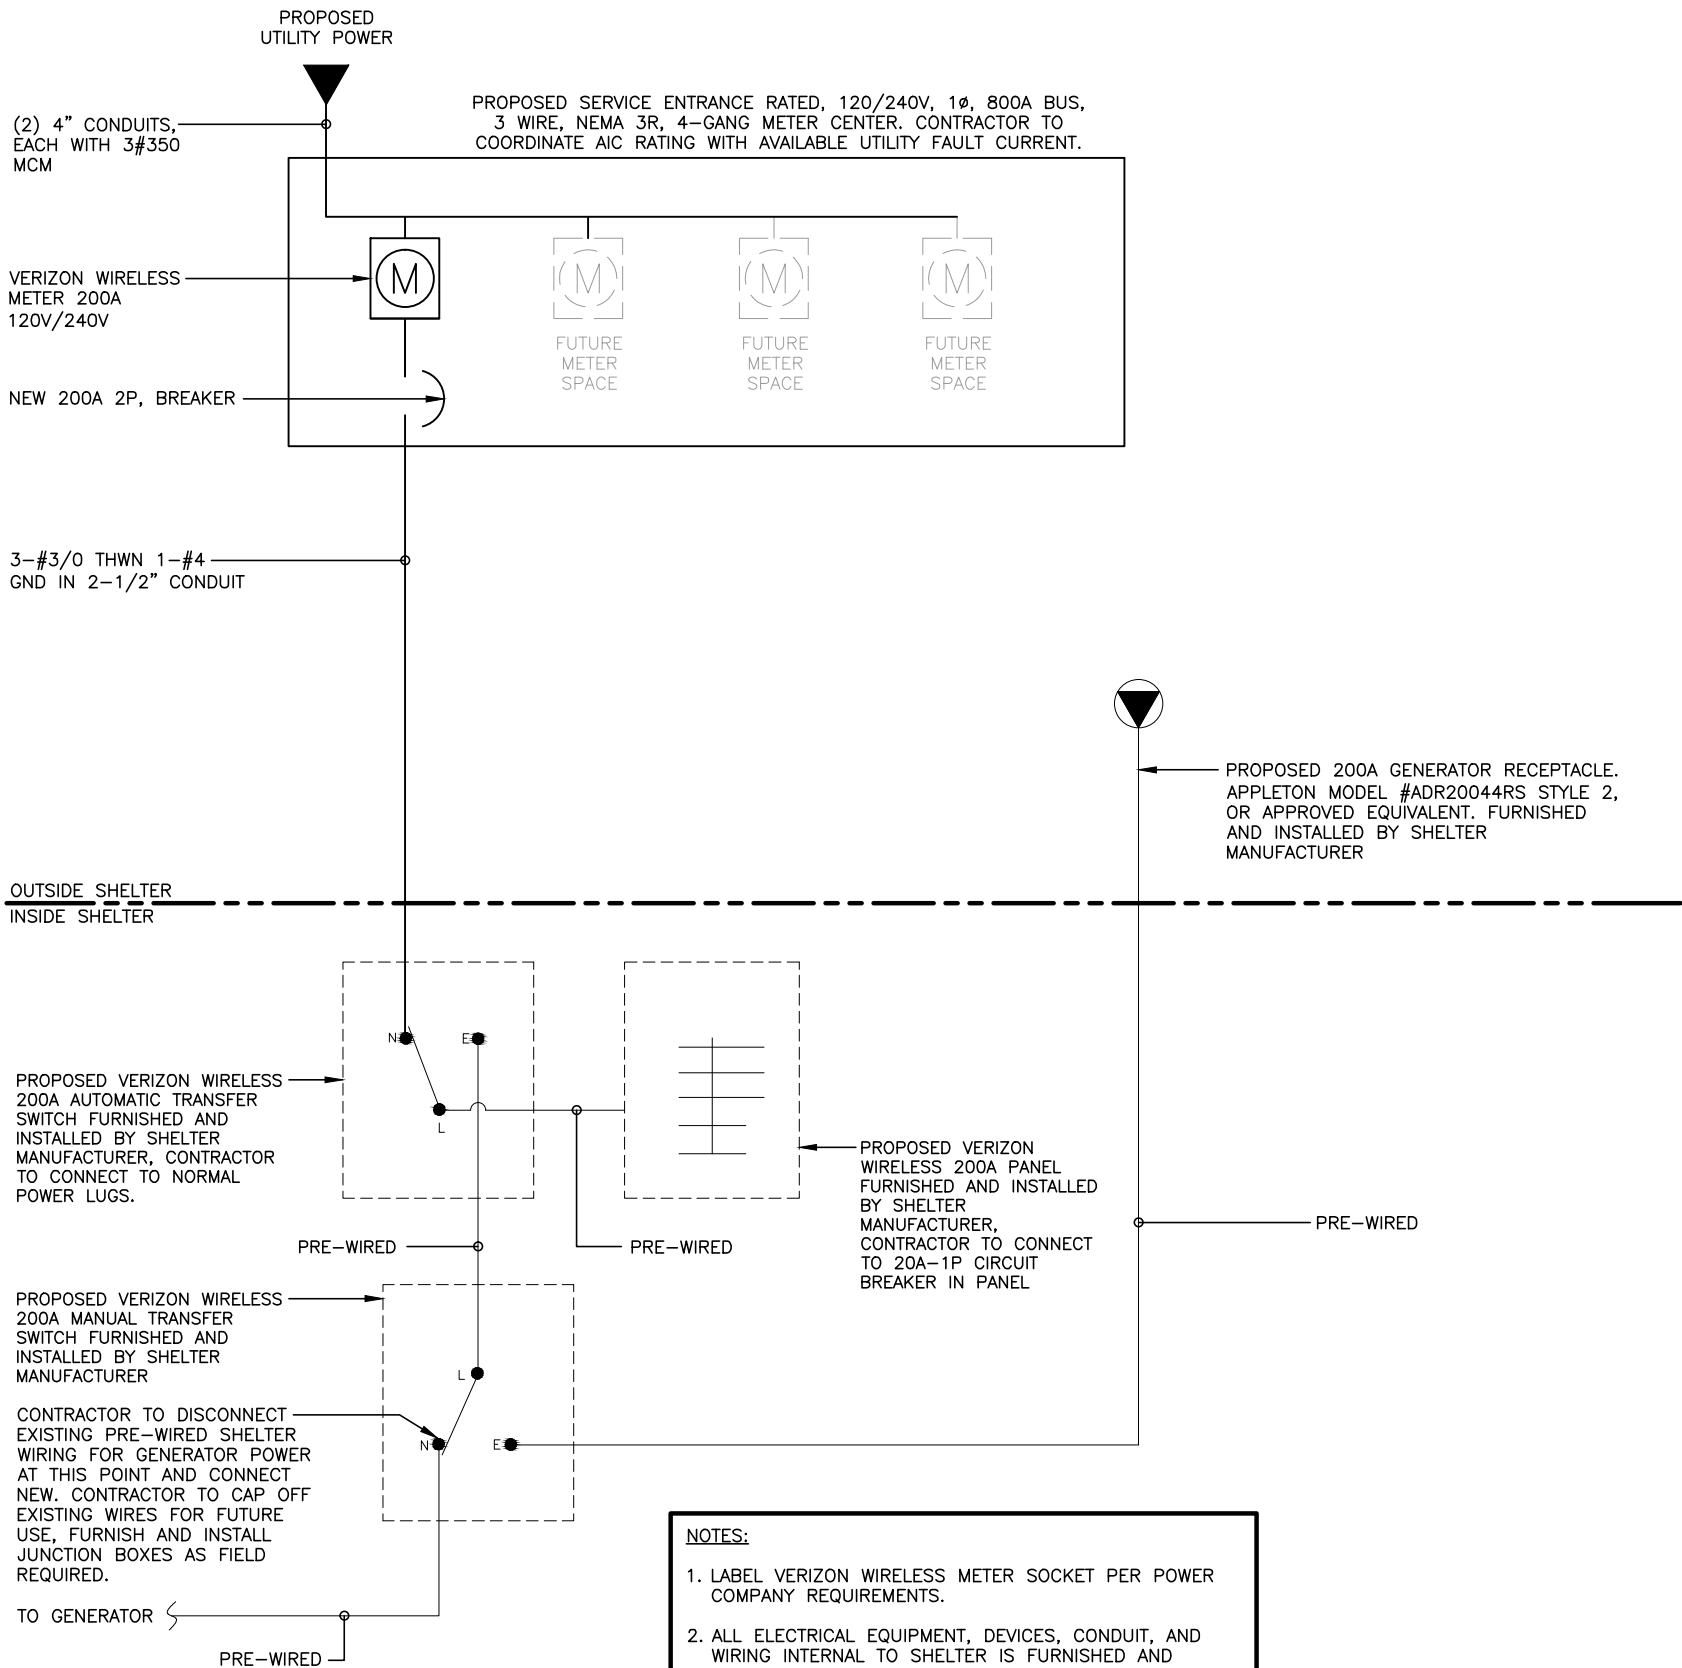 PROPOSED
UTILITY POWER
(2) 4" CONDUITS,
EACH WITH 3#350
MCM
PROPOSED SERVICE ENTRANCE RATED, 120/240V, 1ø, 800A BUS,
3 WIRE, NEMA 3R, 4-GANG METER CENTER. CONTRACTOR TO
COORDINATE AIC RATING WITH AVAILABLE UTILITY FAULT CURRENT.
VERIZON WIRELESS
METER 200A
120V/240V
M
M
M
M
FUTURE
METER
SPACE
FUTURE
METER
SPACE
FUTURE
METER
SPACE
NEW 200A 2P, BREAKER
3-#3/0 THWN 1-#4
GND IN 2-1/2" CONDUIT
PROPOSED 200A GENERATOR RECEPTACLE.
APPLETON MODEL #ADR20044RS STYLE 2,
OR APPROVED EQUIVALENT. FURNISHED
AND INSTALLED BY SHELTER
MANUFACTURER
OUTSIDE SHELTER
INSIDE SHELTER
N
E
L
PROPOSED VERIZON WIRELESS
200A AUTOMATIC TRANSFER
SWITCH FURNISHED AND
INSTALLED BY SHELTER
MANUFACTURER, CONTRACTOR
TO CONNECT TO NORMAL
POWER LUGS.
PROPOSED VERIZON
WIRELESS 200A PANEL
FURNISHED AND INSTALLED
BY SHELTER
MANUFACTURER,
CONTRACTOR TO CONNECT
TO 20A-1P CIRCUIT
BREAKER IN PANEL
PRE-WIRED
PRE-WIRED
PRE-WIRED
PROPOSED VERIZON WIRELESS
200A MANUAL TRANSFER
SWITCH FURNISHED AND
INSTALLED BY SHELTER
MANUFACTURER
L
N
E
CONTRACTOR TO DISCONNECT
EXISTING PRE-WIRED SHELTER
WIRING FOR GENERATOR POWER
AT THIS POINT AND CONNECT
NEW. CONTRACTOR TO CAP OFF
EXISTING WIRES FOR FUTURE
USE, FURNISH AND INSTALL
JUNCTION BOXES AS FIELD
REQUIRED.
TO GENERATOR
PRE-WIRED
NOTES:
1. LABEL VERIZON WIRELESS METER SOCKET PER POWER
COMPANY REQUIREMENTS.
2. ALL ELECTRICAL EQUIPMENT, DEVICES, CONDUIT, AND
WIRING INTERNAL TO SHELTER IS FURNISHED AND